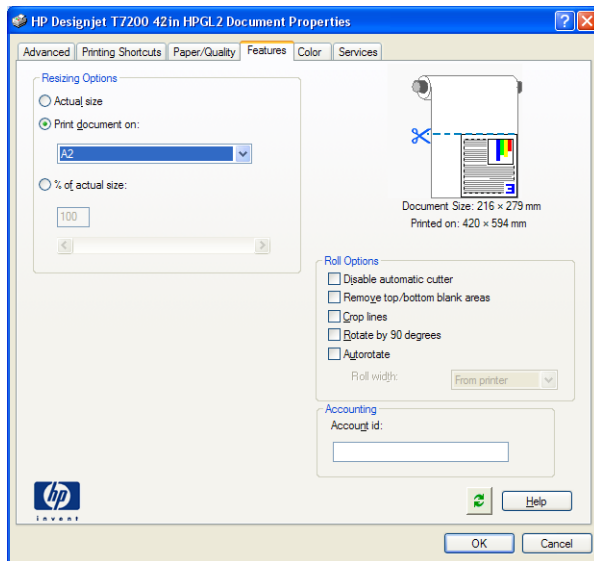 HP Designjet T7200 42in HPGL2 Document Properties
Advanced Printing Shortcuts Paper/Quality Features Color Services
Resizing Options
Actual size
Print document on:
A2
% of actual size:
100
3
Document Size: 216 × 279 mm
Printed on: 420 × 594 mm
Roll Options
Disable automatic cutter
Remove top/bottom blank areas
Crop lines
Rotate by 90 degrees
Autorotate
Roll width: From printer
Accounting
Account id:
hp
invent
Help
OK Cancel